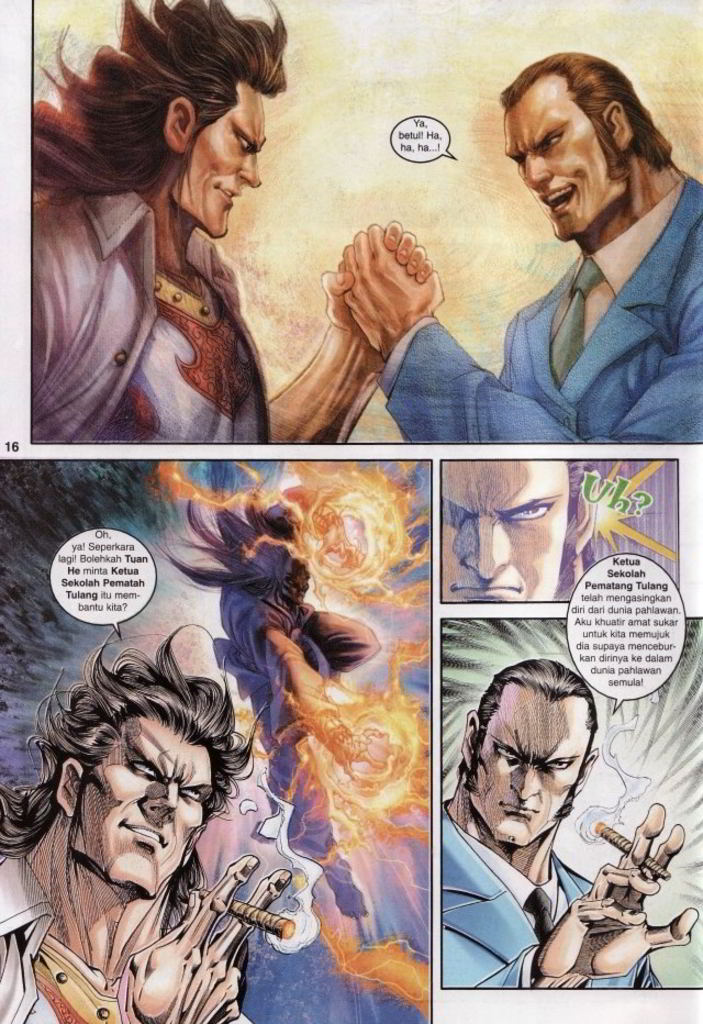 Ya,
betul! Ha,
ha, ha...!
16
Oh,
ya! Seperkara
lagi! Bolehkah Tuan
He minta Ketua
Sekolah Pematah
Tulang itu mem-
bantu kita?
Uh?
Ketua
Sekolah
Pematang Tulang
telah mengasingkan
diri dari dunia pahlawan.
Aku khuatir amat sukar
untuk kita memujuk
dia supaya mencebur-
kan dirinya ke dalam
dunia pahlawan
semula!